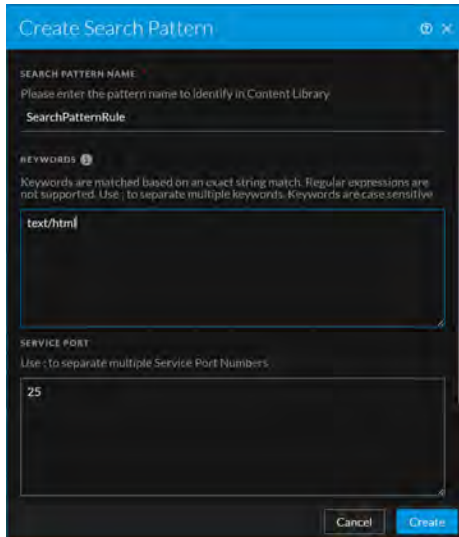 Create Search Pattern
SEARCH PATTERN NAME
Please enter the pattern name to identify in Content Library
SearchPatternRule
KEYWORDS
Keywords are matched based on an exact string match. Regular expressions are
not supported. Use ; to separate multiple keywords. Keywords are case sensitive
text/html
SERVICE PORT
Use ; to separate multiple Service Port Numbers
25
Cancel Create